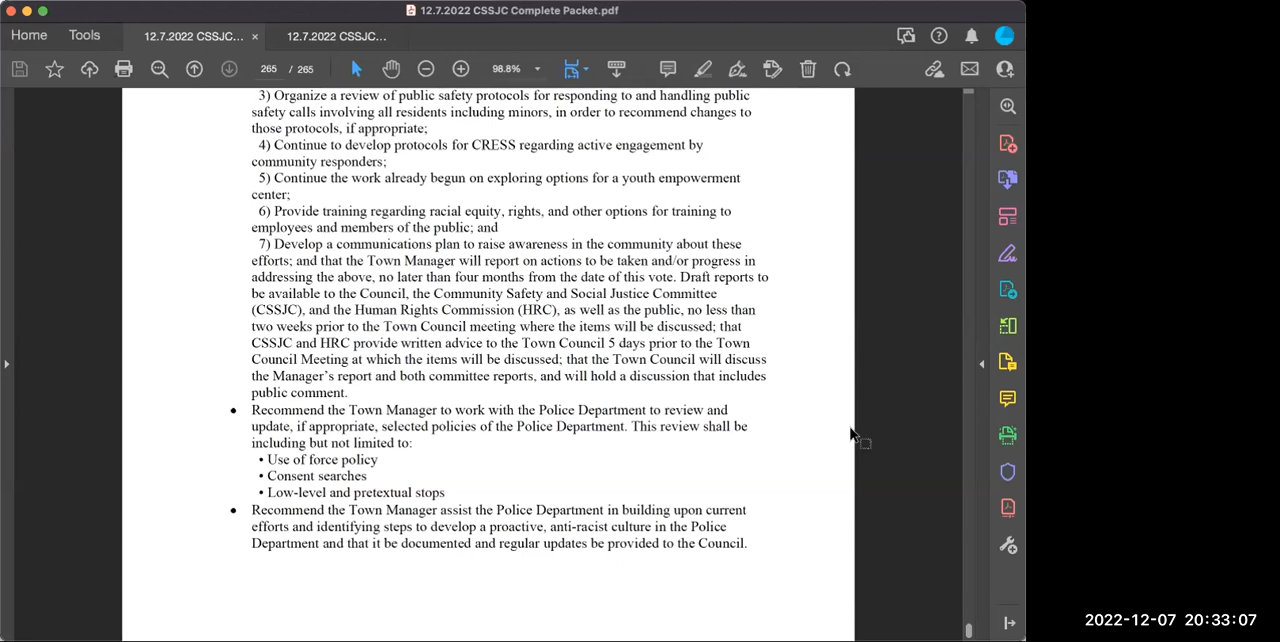 12.7.2022 CSSJC Complete Packet.pdf
Home Tools 12.7.2022 CSSJC... × 12.7.2022 CSSJC...
265 / 265 98.8%
3) Organize a review of public safety protocols for responding to and handling public
safety calls involving all residents including minors, in order to recommend changes to
those protocols, if appropriate;
4) Continue to develop protocols for CRESS regarding active engagement by
community responders;
5) Continue the work already begun on exploring options for a youth empowerment
center;
6) Provide training regarding racial equity, rights, and other options for training to
employees and members of the public; and
7) Develop a communications plan to raise awareness in the community about these
efforts; and that the Town Manager will report on actions to be taken and/or progress in
addressing the above, no later than four months from the date of this vote. Draft reports to
be available to the Council, the Community Safety and Social Justice Committee
(CSSJC), and the Human Rights Commission (HRC), as well as the public, no less than
two weeks prior to the Town Council meeting where the items will be discussed; that
CSSJC and HRC provide written advice to the Town Council 5 days prior to the Town
Council Meeting at which the items will be discussed; that the Town Council will discuss
the Manager's report and both committee reports, and will hold a discussion that includes
public comment.
• Recommend the Town Manager to work with the Police Department to review and
update, if appropriate, selected policies of the Police Department. This review shall be
including but not limited to:
• Use of force policy
• Consent searches
• Low-level and pretextual stops
• Recommend the Town Manager assist the Police Department in building upon current
efforts and identifying steps to develop a proactive, anti-racist culture in the Police
Department and that it be documented and regular updates be provided to the Council.
2022-12-07 20:33:07